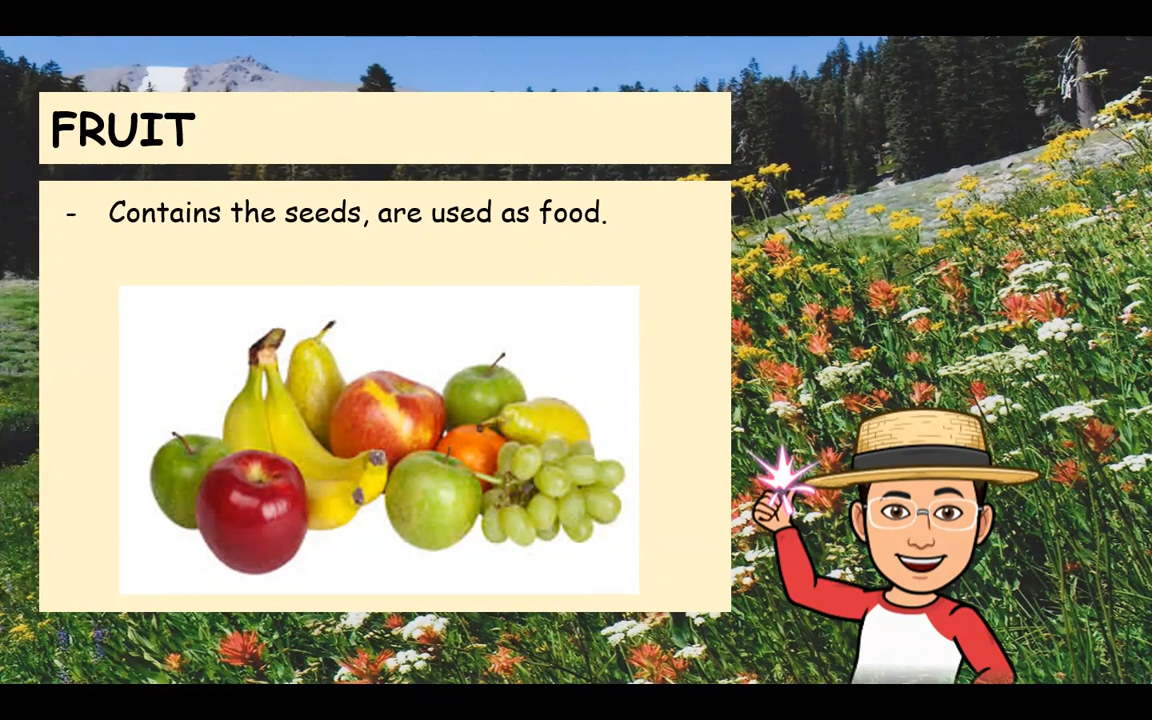 FRUIT
- Contains the seeds, are used as food.